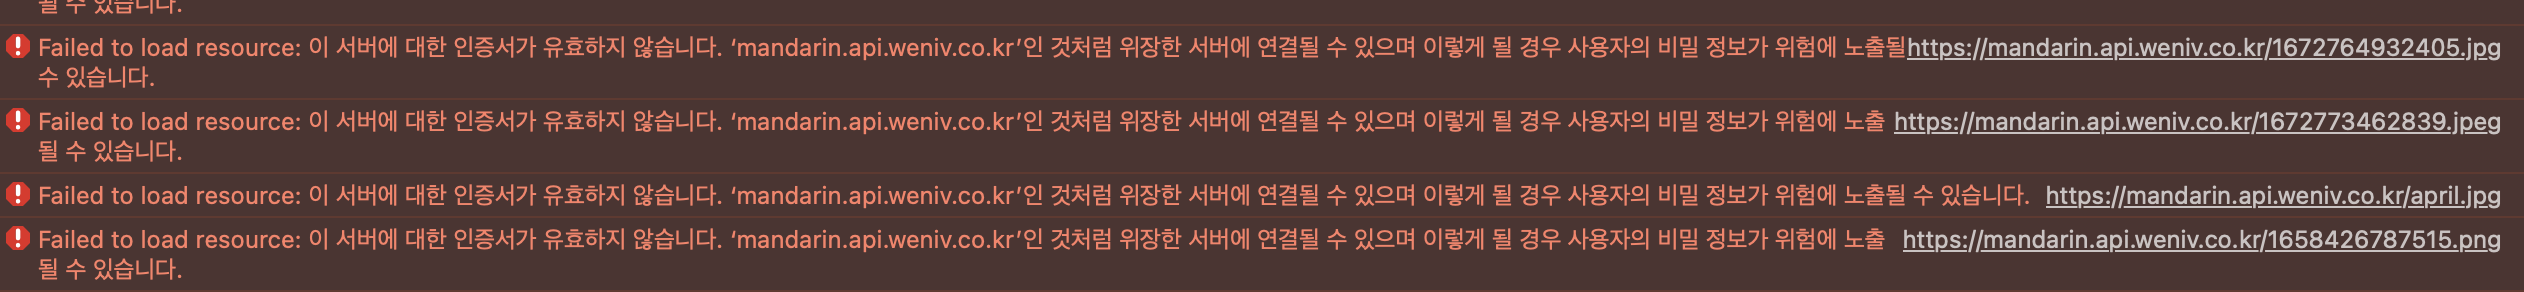 될 수 있습니다.
Failed to load resource: 이 서버에 대한 인증서가 유효하지 않습니다. ‘mandarin.api.weniv.co.kr’인 것처럼 위장한 서버에 연결될 수 있으며 이렇게 될 경우 사용자의 비밀 정보가 위험에 노출될 https://mandarin.api.weniv.co.kr/1672764932405.jpg
수 있습니다.
Failed to load resource: 이 서버에 대한 인증서가 유효하지 않습니다. ‘mandarin.api.weniv.co.kr’인 것처럼 위장한 서버에 연결될 수 있으며 이렇게 될 경우 사용자의 비밀 정보가 위험에 노출 https://mandarin.api.weniv.co.kr/1672773462839.jpeg
될 수 있습니다.
Failed to load resource: 이 서버에 대한 인증서가 유효하지 않습니다. ‘mandarin.api.weniv.co.kr’인 것처럼 위장한 서버에 연결될 수 있으며 이렇게 될 경우 사용자의 비밀 정보가 위험에 노출될 수 있습니다. https://mandarin.api.weniv.co.kr/april.jpg
Failed to load resource: 이 서버에 대한 인증서가 유효하지 않습니다. ‘mandarin.api.weniv.co.kr’인 것처럼 위장한 서버에 연결될 수 있으며 이렇게 될 경우 사용자의 비밀 정보가 위험에 노출 https://mandarin.api.weniv.co.kr/1658426787515.png
될 수 있습니다.